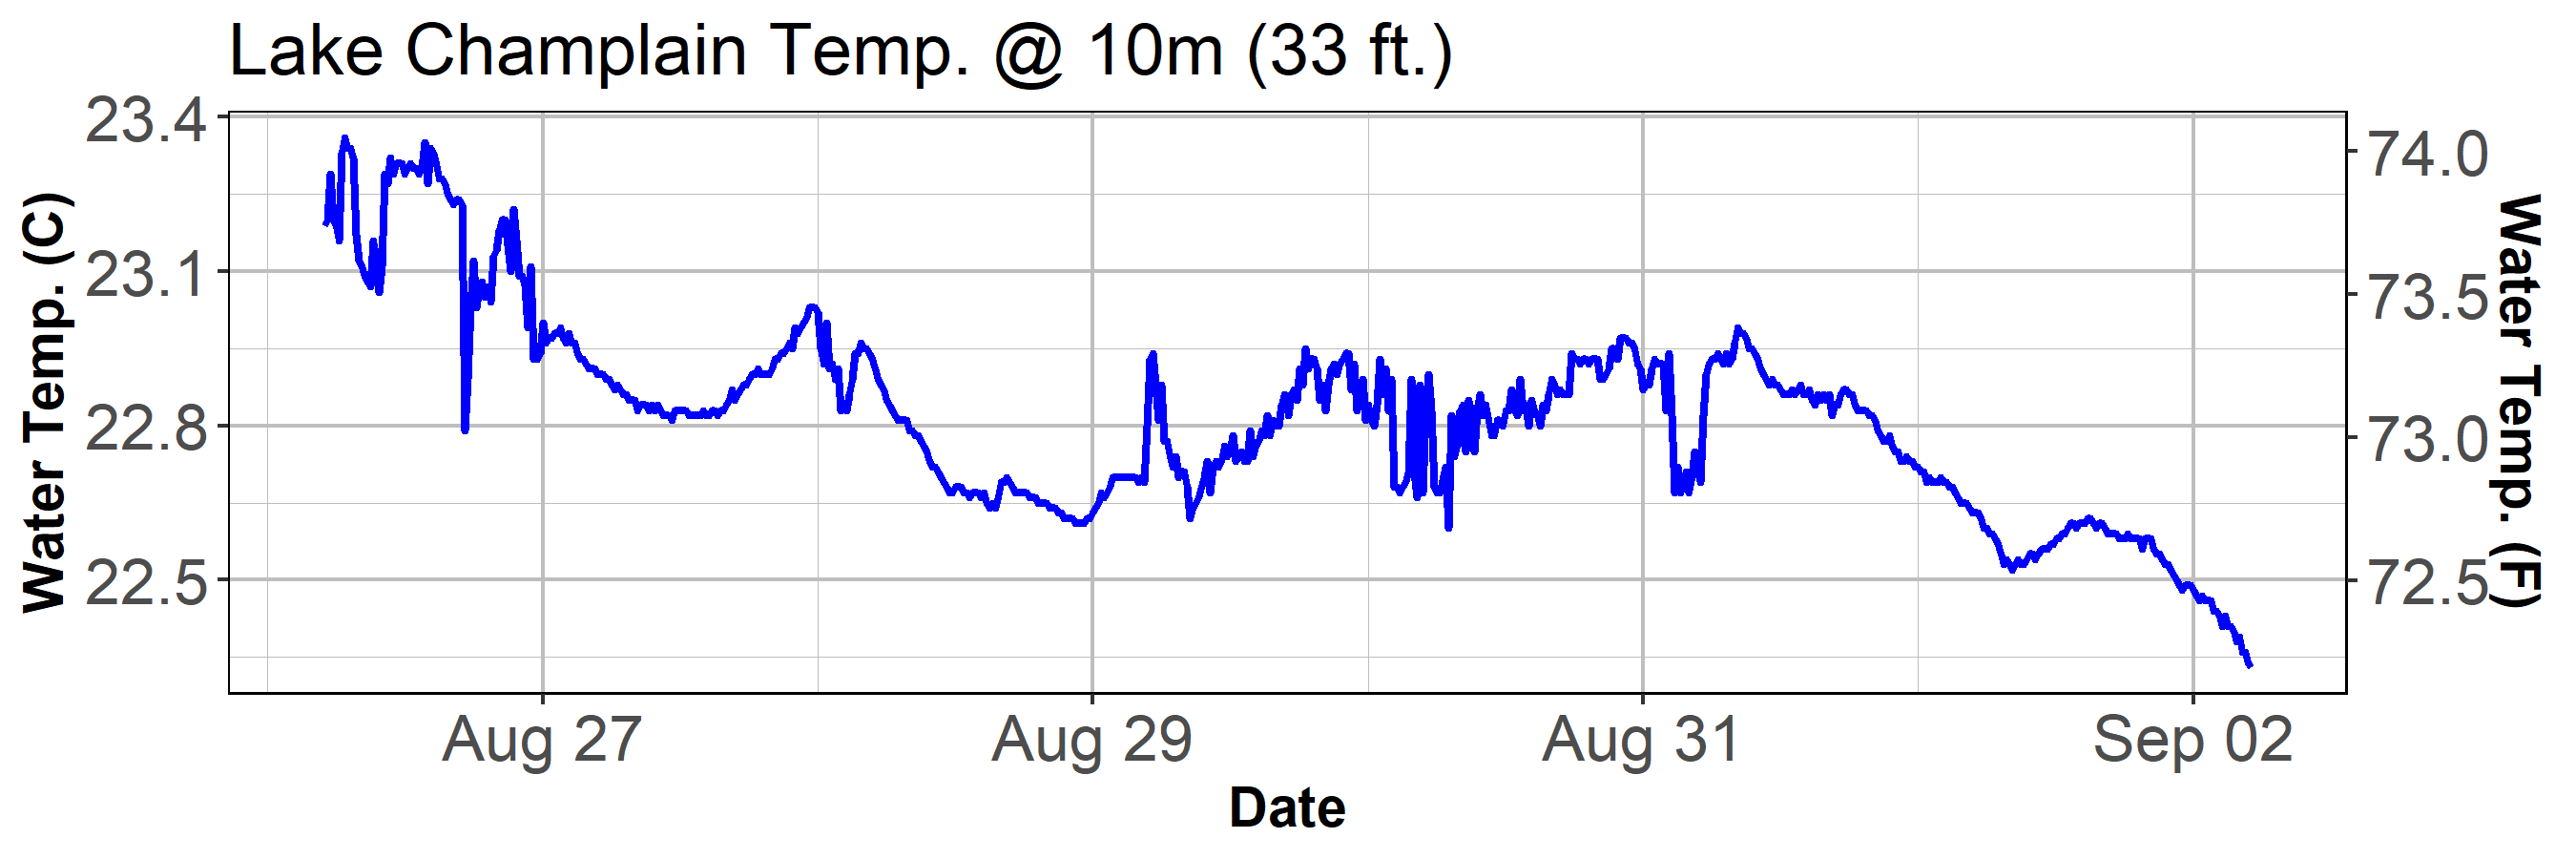 Lake Champlain Temp. @ 10m (33 ft.)
Water Temp. (C)
23.4
23.1
22.8
22.5
74.0
73.5
73.0
72.5
Water Temp. (F)
Aug 27
Aug 29
Aug 31
Sep 02
Date